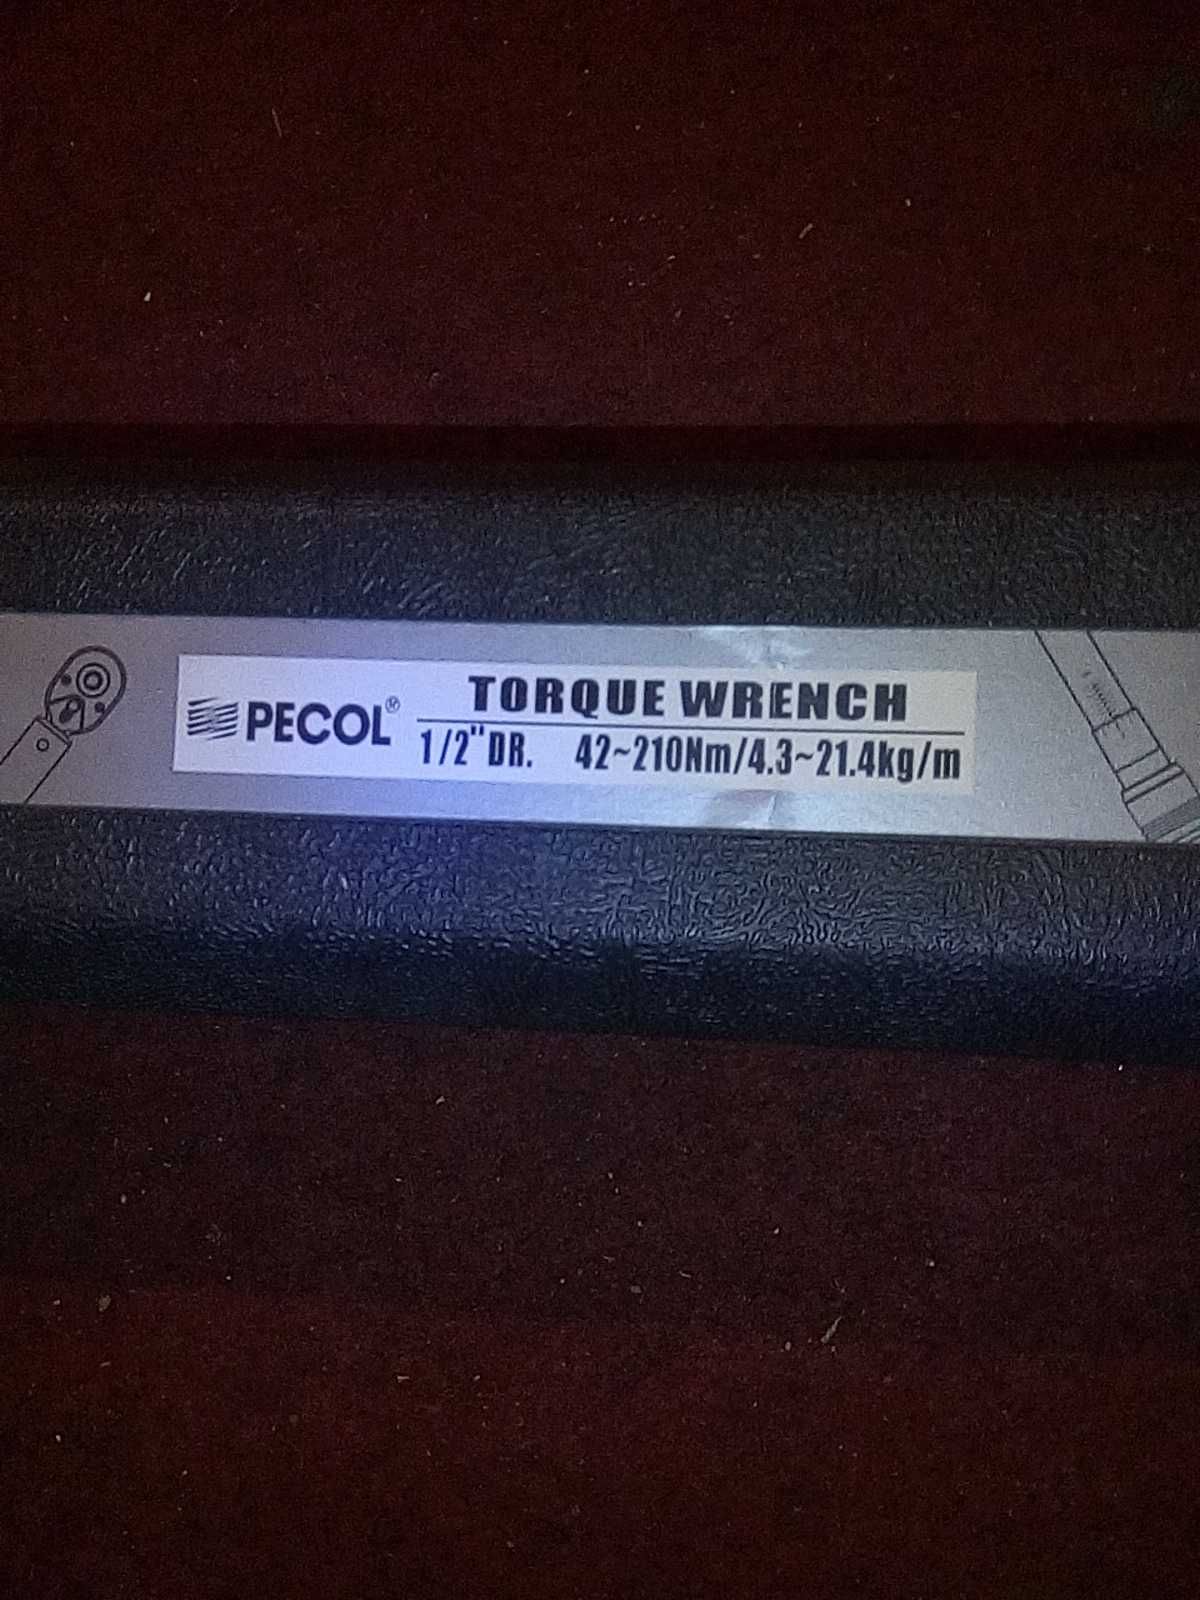 PECOL®
TORQUE WRENCH
1/2"DR. 42~210Nm/4.3~21.4kg/m